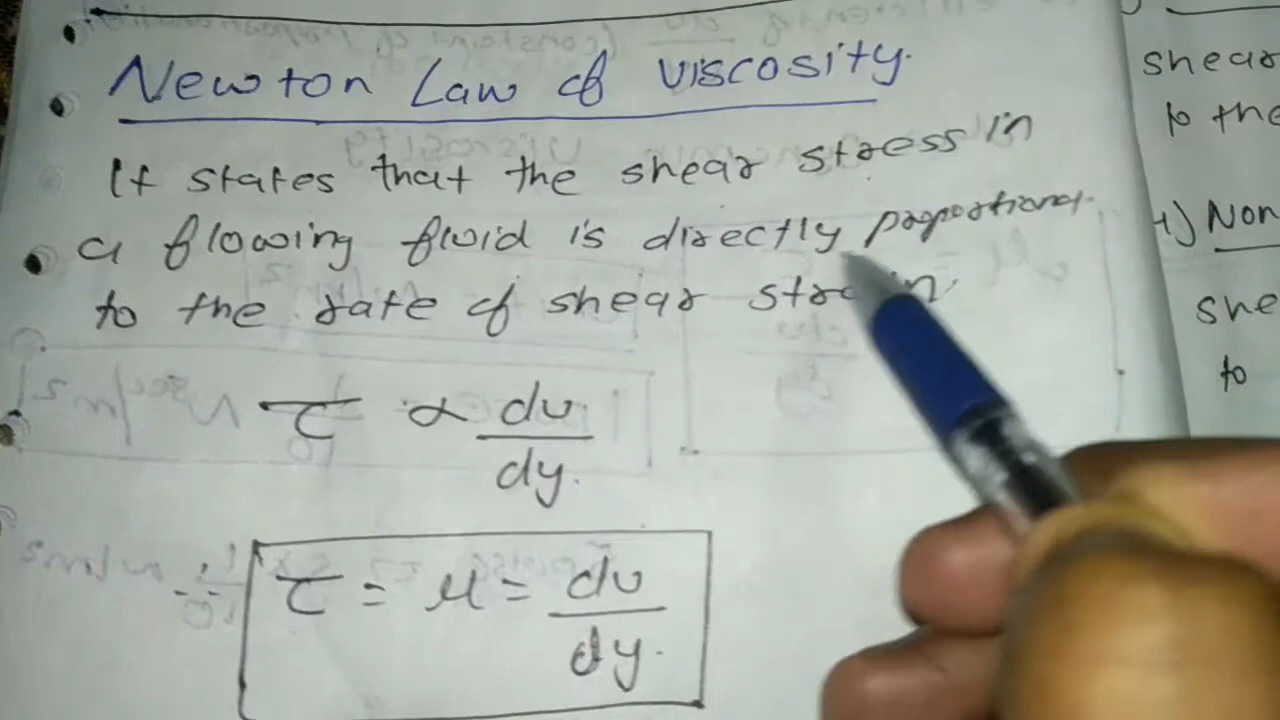 Newton Law of viscosity.
It states that the shear stress in
a flowing fluid is directly proportional
to the rate of shear strain
τ ∝ du/dy.
τ = μ = du/dy.
shear
to the
4) Non
she
to